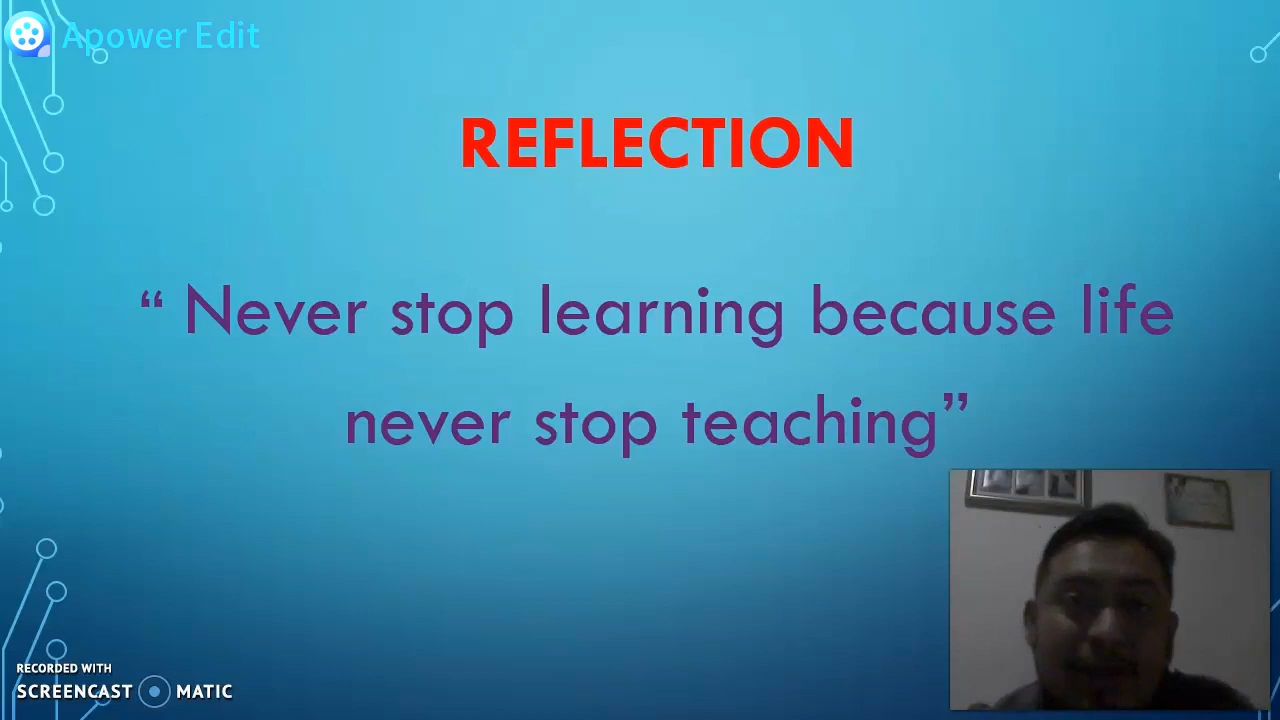 Apower Edit
REFLECTION
“ Never stop learning because life
never stop teaching”
RECORDED WITH
SCREENCAST MATIC